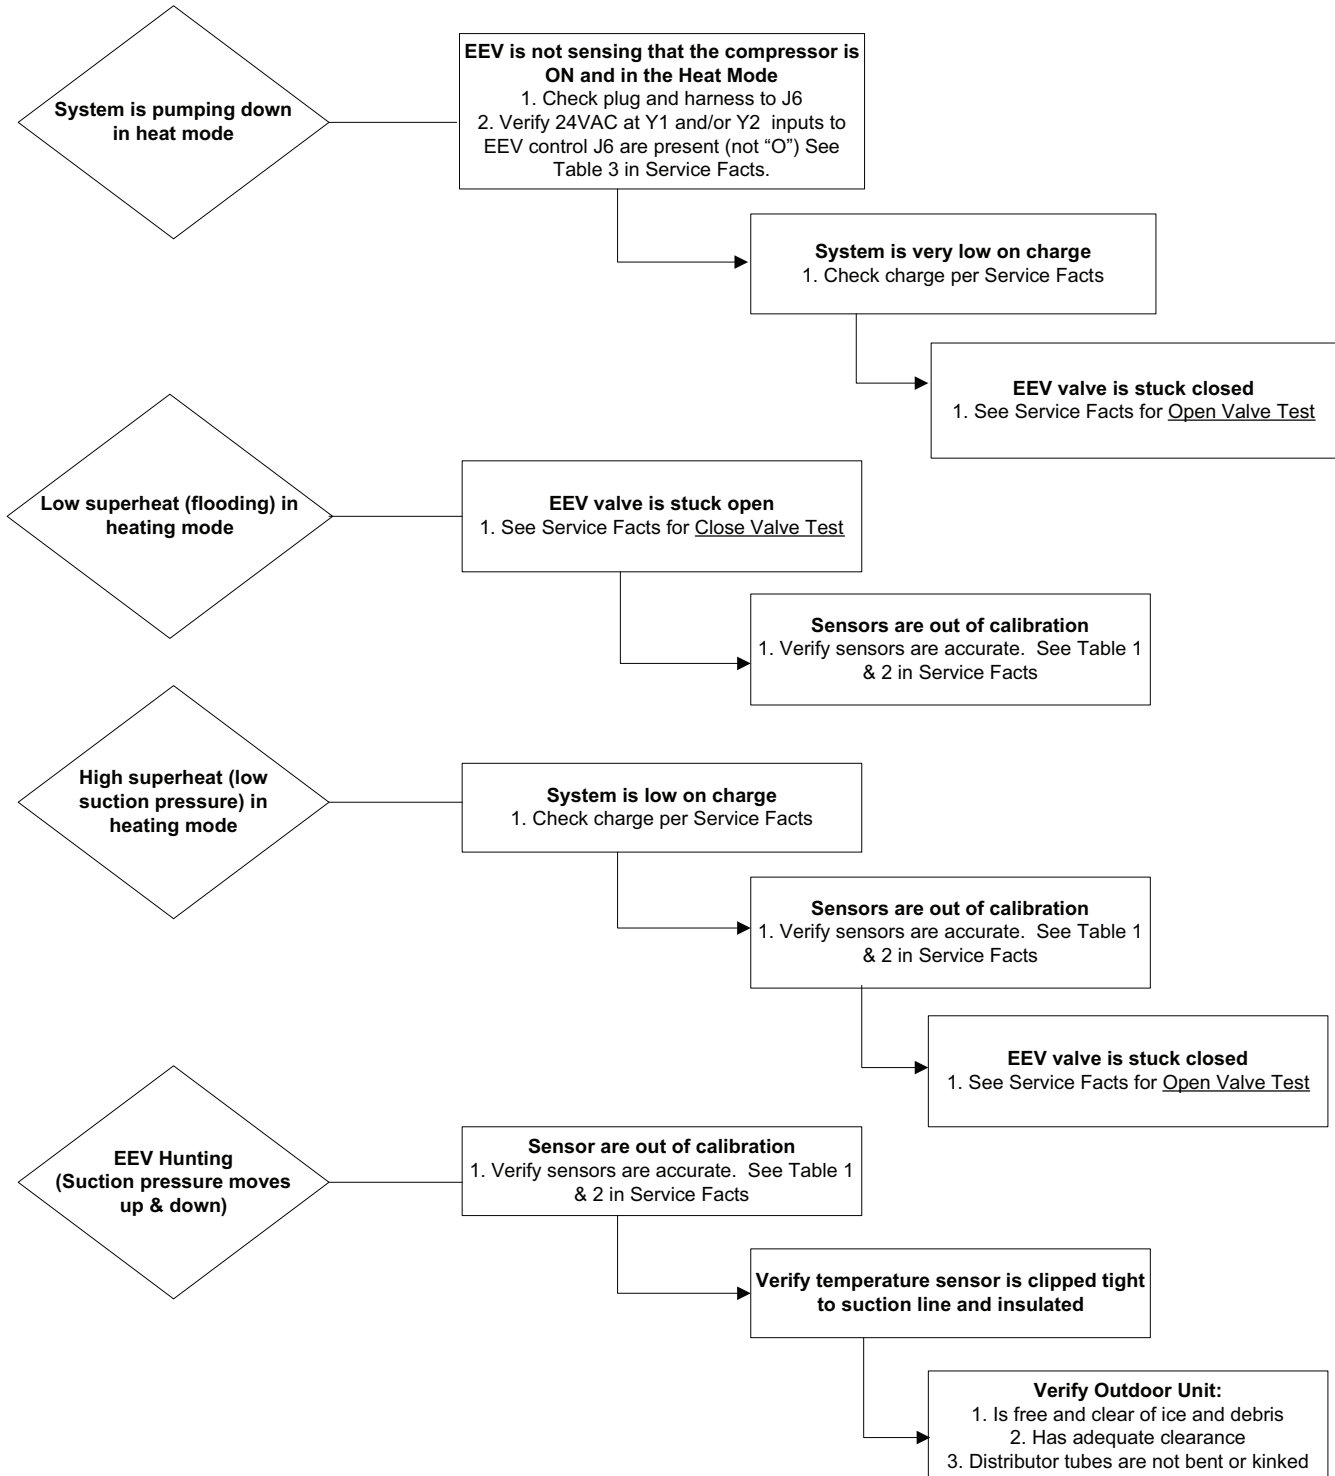 System is pumping down
in heat mode
EEV is not sensing that the compressor is
ON and in the Heat Mode
1. Check plug and harness to J6
2. Verify 24VAC at Y1 and/or Y2 inputs to
EEV control J6 are present (not “O”) See
Table 3 in Service Facts.
System is very low on charge
1. Check charge per Service Facts
EEV valve is stuck closed
1. See Service Facts for Open Valve Test
Low superheat (flooding) in
heating mode
EEV valve is stuck open
1. See Service Facts for Close Valve Test
Sensors are out of calibration
1. Verify sensors are accurate. See Table 1
& 2 in Service Facts
High superheat (low
suction pressure) in
heating mode
System is low on charge
1. Check charge per Service Facts
Sensors are out of calibration
1. Verify sensors are accurate. See Table 1
& 2 in Service Facts
EEV valve is stuck closed
1. See Service Facts for Open Valve Test
EEV Hunting
(Suction pressure moves
up & down)
Sensor are out of calibration
1. Verify sensors are accurate. See Table 1
& 2 in Service Facts
Verify temperature sensor is clipped tight
to suction line and insulated
Verify Outdoor Unit:
1. Is free and clear of ice and debris
2. Has adequate clearance
3. Distributor tubes are not bent or kinked